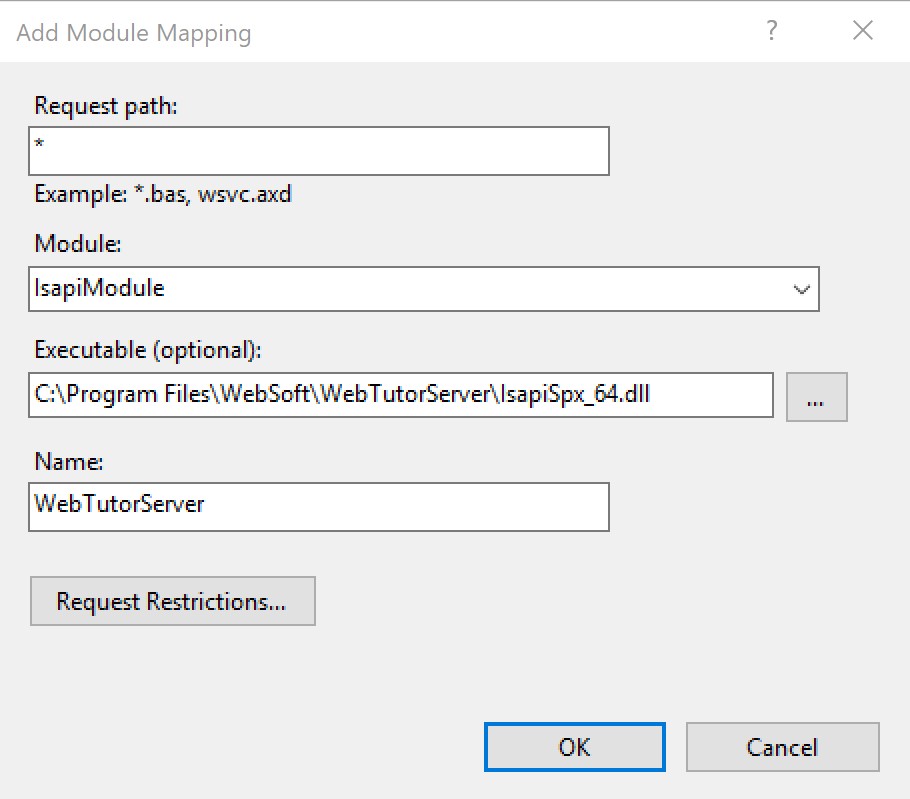 Add Module Mapping
?
Request path:
*
Example: *.bas, wsvc.axd
Module:
IsapiModule
Executable (optional):
C:\Program Files\WebSoft\WebTutorServer\IsapiSpx_64.dll
...
Name:
WebTutorServer
Request Restrictions...
OK Cancel